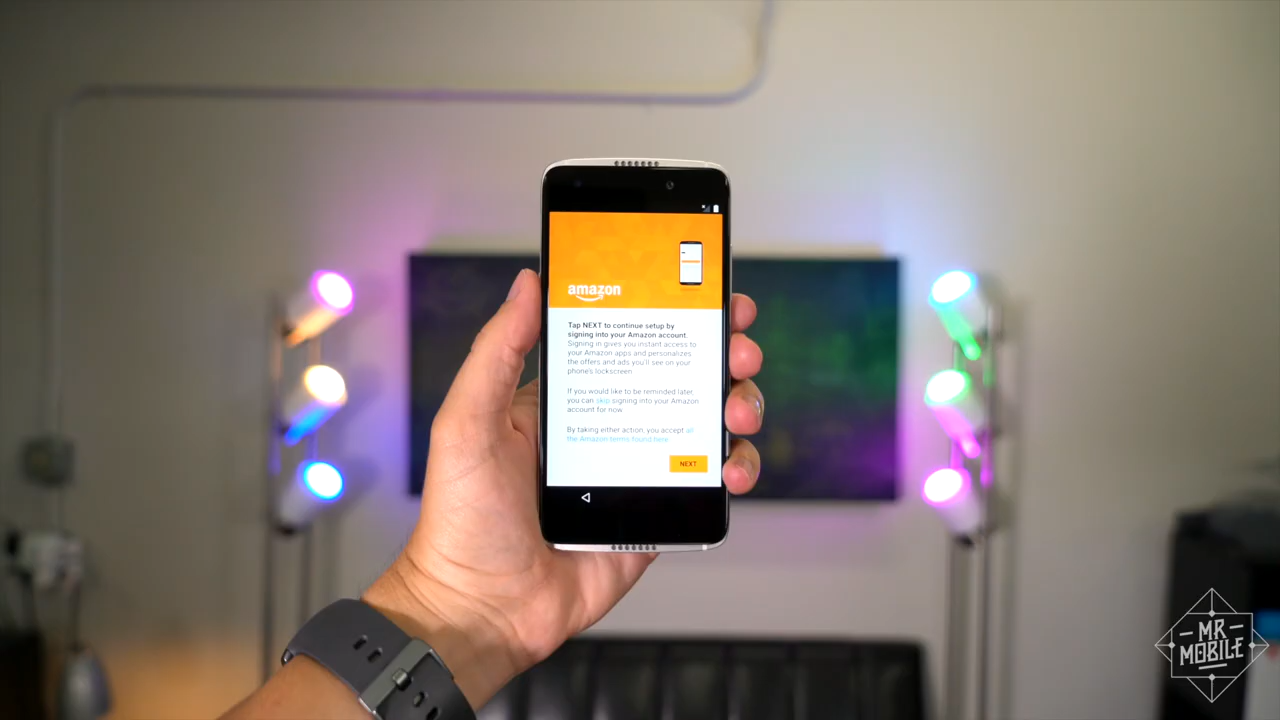 amazon
Tap NEXT to continue setup by
signing into your Amazon account.
Signing in gives you instant access to
your Amazon apps and personalizes
the offers and ads you'll see on your
phone's lockscreen.
If you would like to be reminded later,
you can skip signing into your Amazon
account for now.
By taking either action, you accept all
the Amazon terms found here.
NEXT
MR
MOBILE